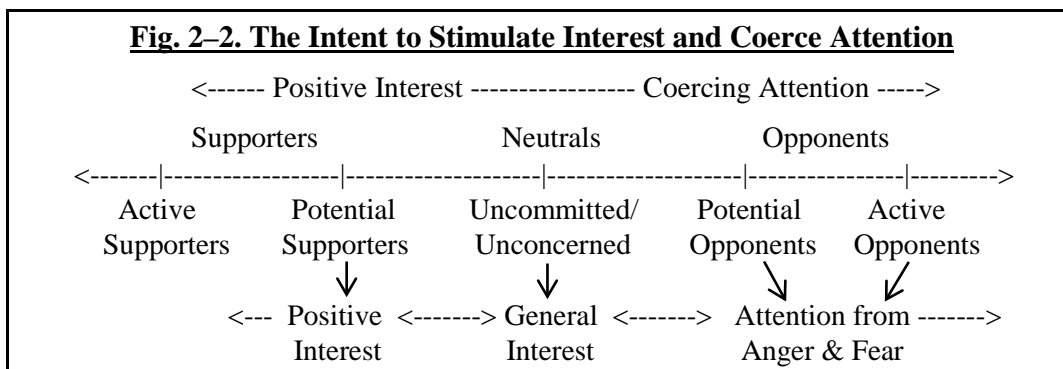 Fig. 2–2. The Intent to Stimulate Interest and Coerce Attention
<------ Positive Interest ----------------- Coercing Attention ----->
Supporters Neutrals Opponents
<-------|------------------|---------------------|---------------------|----------------|--------->
Active Potential Uncommitted/ Potential Active
Supporters Supporters Unconcerned Opponents Opponents
<--- Positive <-------> General <-------> Attention from ------->
Interest Interest Anger & Fear